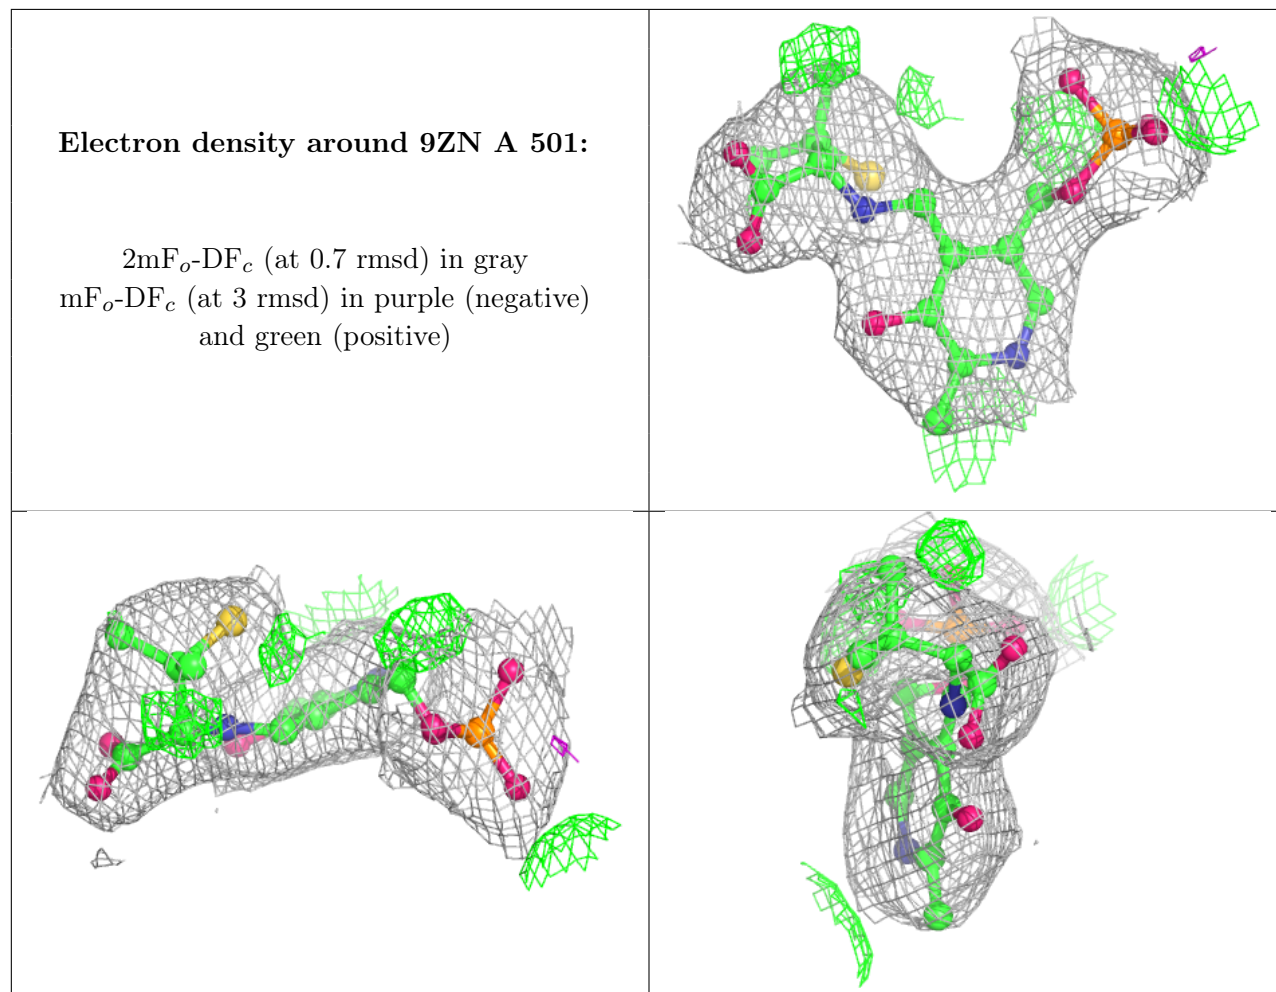 Electron density around 9ZN A 501:
2mFₒ-DF𝒸 (at 0.7 rmsd) in gray
mFₒ-DF𝒸 (at 3 rmsd) in purple (negative)
and green (positive)